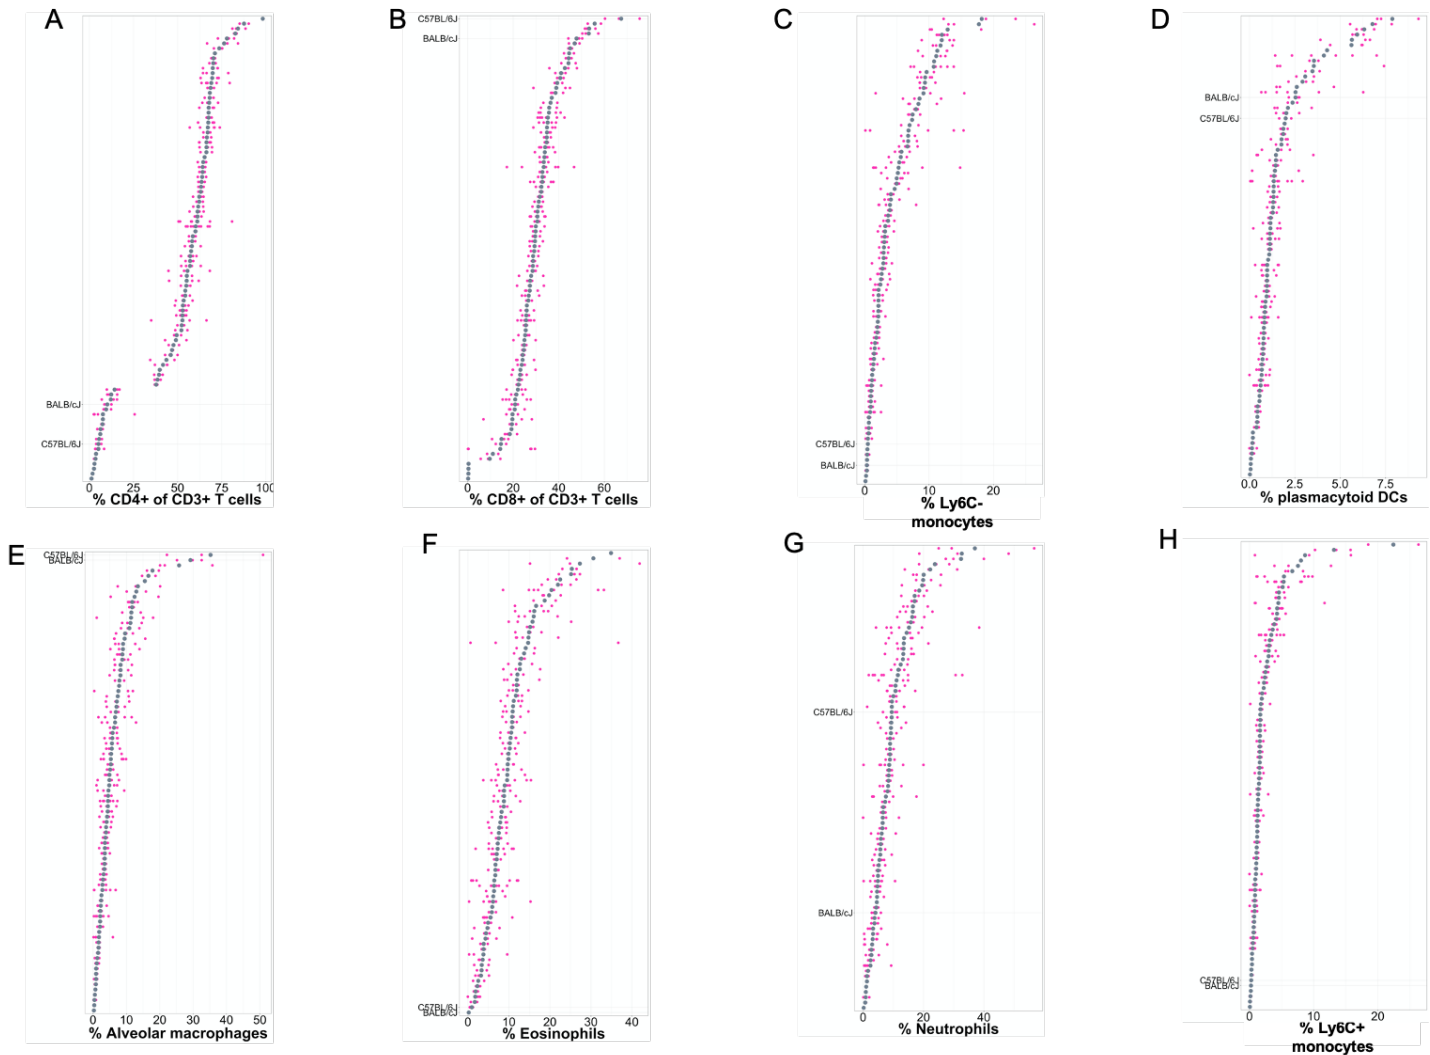 A
B
C
D
C57BL/6J
BALB/cJ
BALB/cJ
C57BL/6J
BALB/cJ
C57BL/6J
C57BL/6J
BALB/cJ
0 25 50 75 100
% CD4+ of CD3+ T cells
0 20 40 60
% CD8+ of CD3+ T cells
0 10 20
% Ly6C-
monocytes
0.0 2.5 5.0 7.5
% plasmacytoid DCs
E
F
G
H
C57BL/6J
BALB/cJ
C57BL/6J
BALB/cJ
C57BL/6J
BALB/cJ
C57BL/6J
BALB/cJ
0 10 20 30 40 50
% Alveolar macrophages
0 10 20 30 40
% Eosinophils
0 20 40
% Neutrophils
0 10 20
% Ly6C+
monocytes